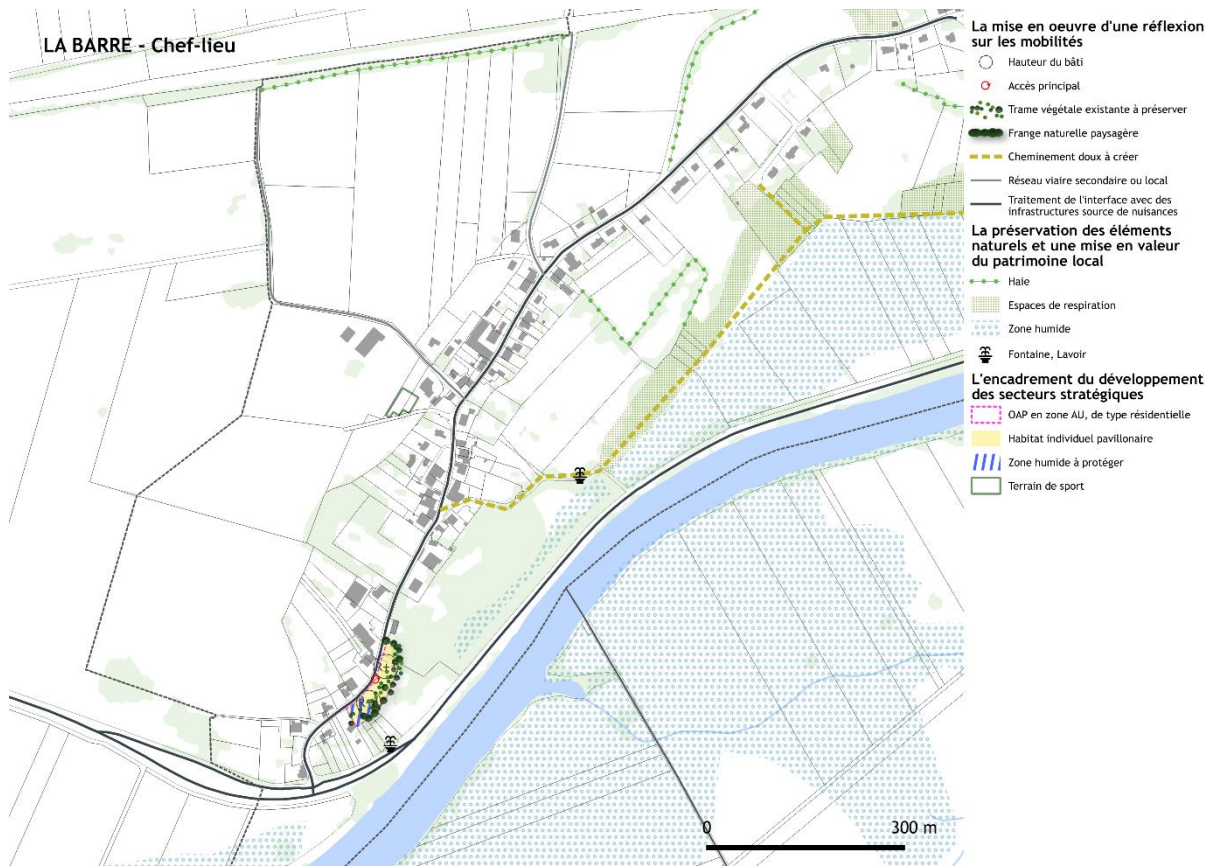 LA BARRE - Chef-lieu
La mise en oeuvre d'une réflexion
sur les mobilités
Hauteur du bâti
Accès principal
Trame végétale existante à préserver
Frange naturelle paysagère
Cheminement doux à créer
Réseau viaire secondaire ou local
Traitement de l'interface avec des
infrastructures source de nuisances
La préservation des éléments
naturels et une mise en valeur
du patrimoine local
Haie
Espaces de respiration
Zone humide
Fontaine, Lavoir
L'encadrement du développement
des secteurs stratégiques
OAP en zone AU, de type résidentielle
Habitat individuel pavillonaire
Zone humide à protéger
Terrain de sport
0 300 m